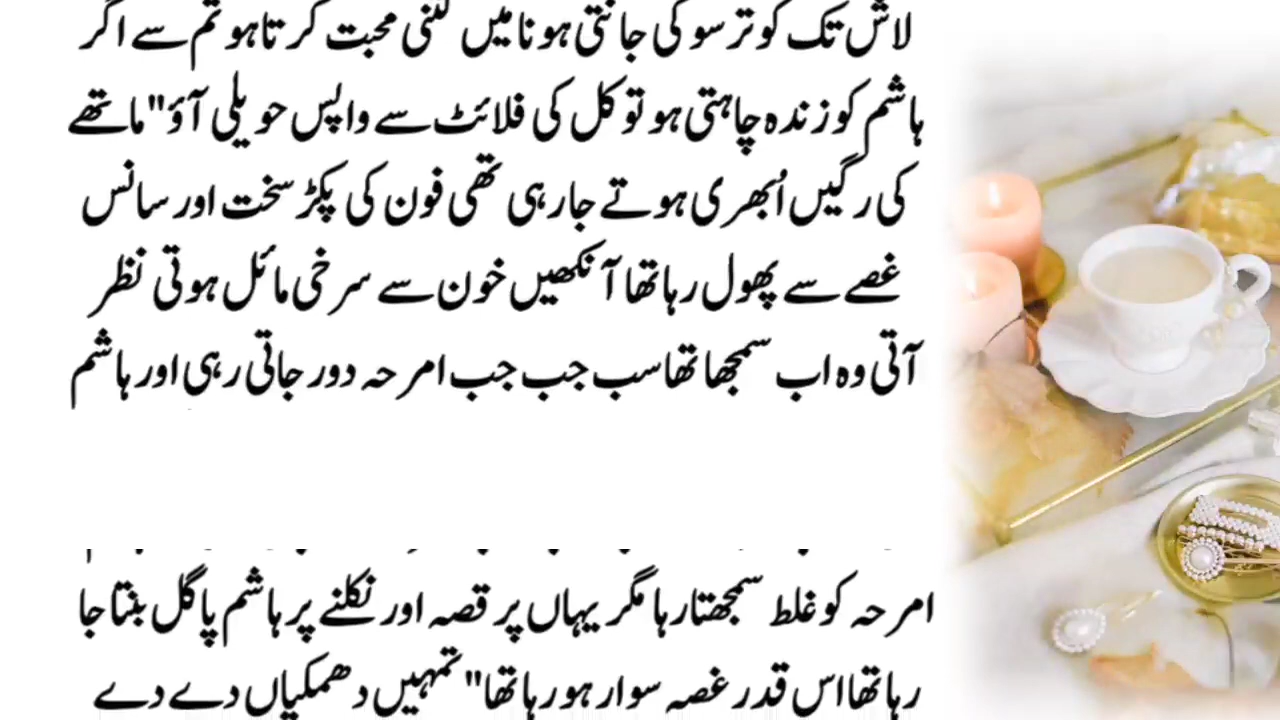 لاش تک کو ترسو کی جانتی ہو نا میں کتنی محبت کرتا ہو تم سے اگر
ہاشم کو زندہ چاہتی ہو تو کل کی فلائٹ سے واپس حویلی آؤ" ماتھے
کی رگیں اُبھری ہوتے جا رہی تھی فون کی پکڑ سخت اور سانس
غصے سے پھول رہا تھا آنکھیں خون سے سرخی مائل ہوتی نظر
آتی وہ اب سمجھا تھا سب جب جب امرحہ دور جاتی رہی اور ہاشم
امرحہ کو غلط سمجھتا رہا مگر یہاں پر قصہ اور نکلنے پر ہاشم پاگل بنتا جا
رہا تھا اس قدر غصہ سوار ہو رہا تھا" تمہیں دھمکیاں دے دے